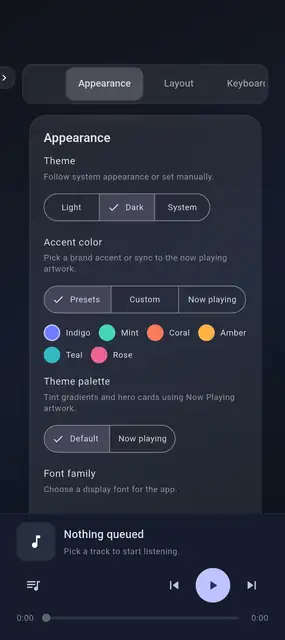 Appearance
Layout
Appearance
Theme
Follow system appearance or set manually.
Light
Dark
System
Accent color
Pick a brand accent or sync to the now playing
artwork.
Presets
Custom
Now playing
Indigo
Mint
Coral
Amber
Teal
Rose
Theme palette
Tint gradients and hero cards using Now Playing
artwork.
Default
Now playing
Font family
Choose a display font for the app.
Nothing queued
Pick a track to start listening.
0:00
0:00